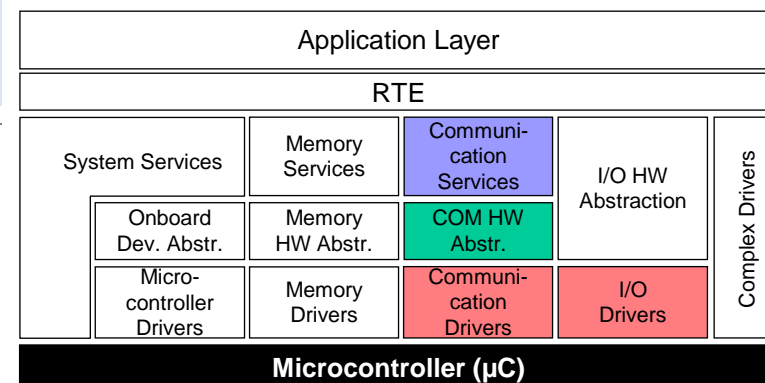 Application Layer
RTE
System Services
Memory
Services
Communi-
cation
Services
I/O HW
Abstraction
Complex Drivers
Onboard
Dev. Abstr.
Memory
HW Abstr.
COM HW
Abstr.
Micro-
controller
Drivers
Memory
Drivers
Communi-
cation
Drivers
I/O
Drivers
Microcontroller (µC)